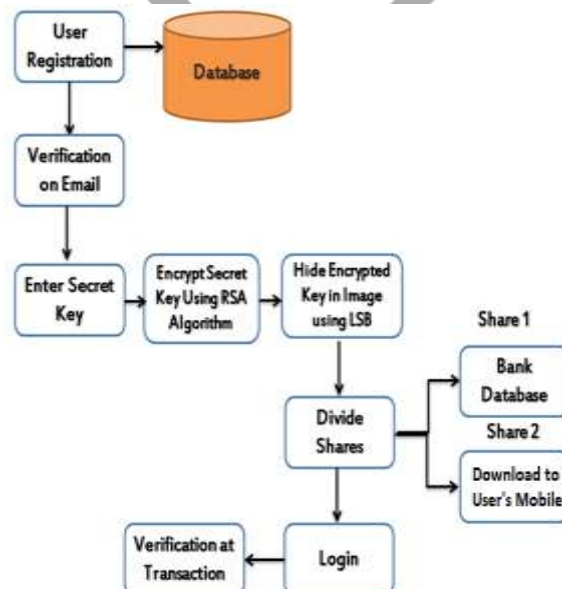 User
Registration
Database
Verification
on Email
Enter Secret
Key
Encrypt Secret
Key Using RSA
Algorithm
Hide Encrypted
Key in Image
using LSB
Share 1
Bank
Database
Divide
Shares
Share 2
Download to
User's Mobile
Login
Verification at
Transaction